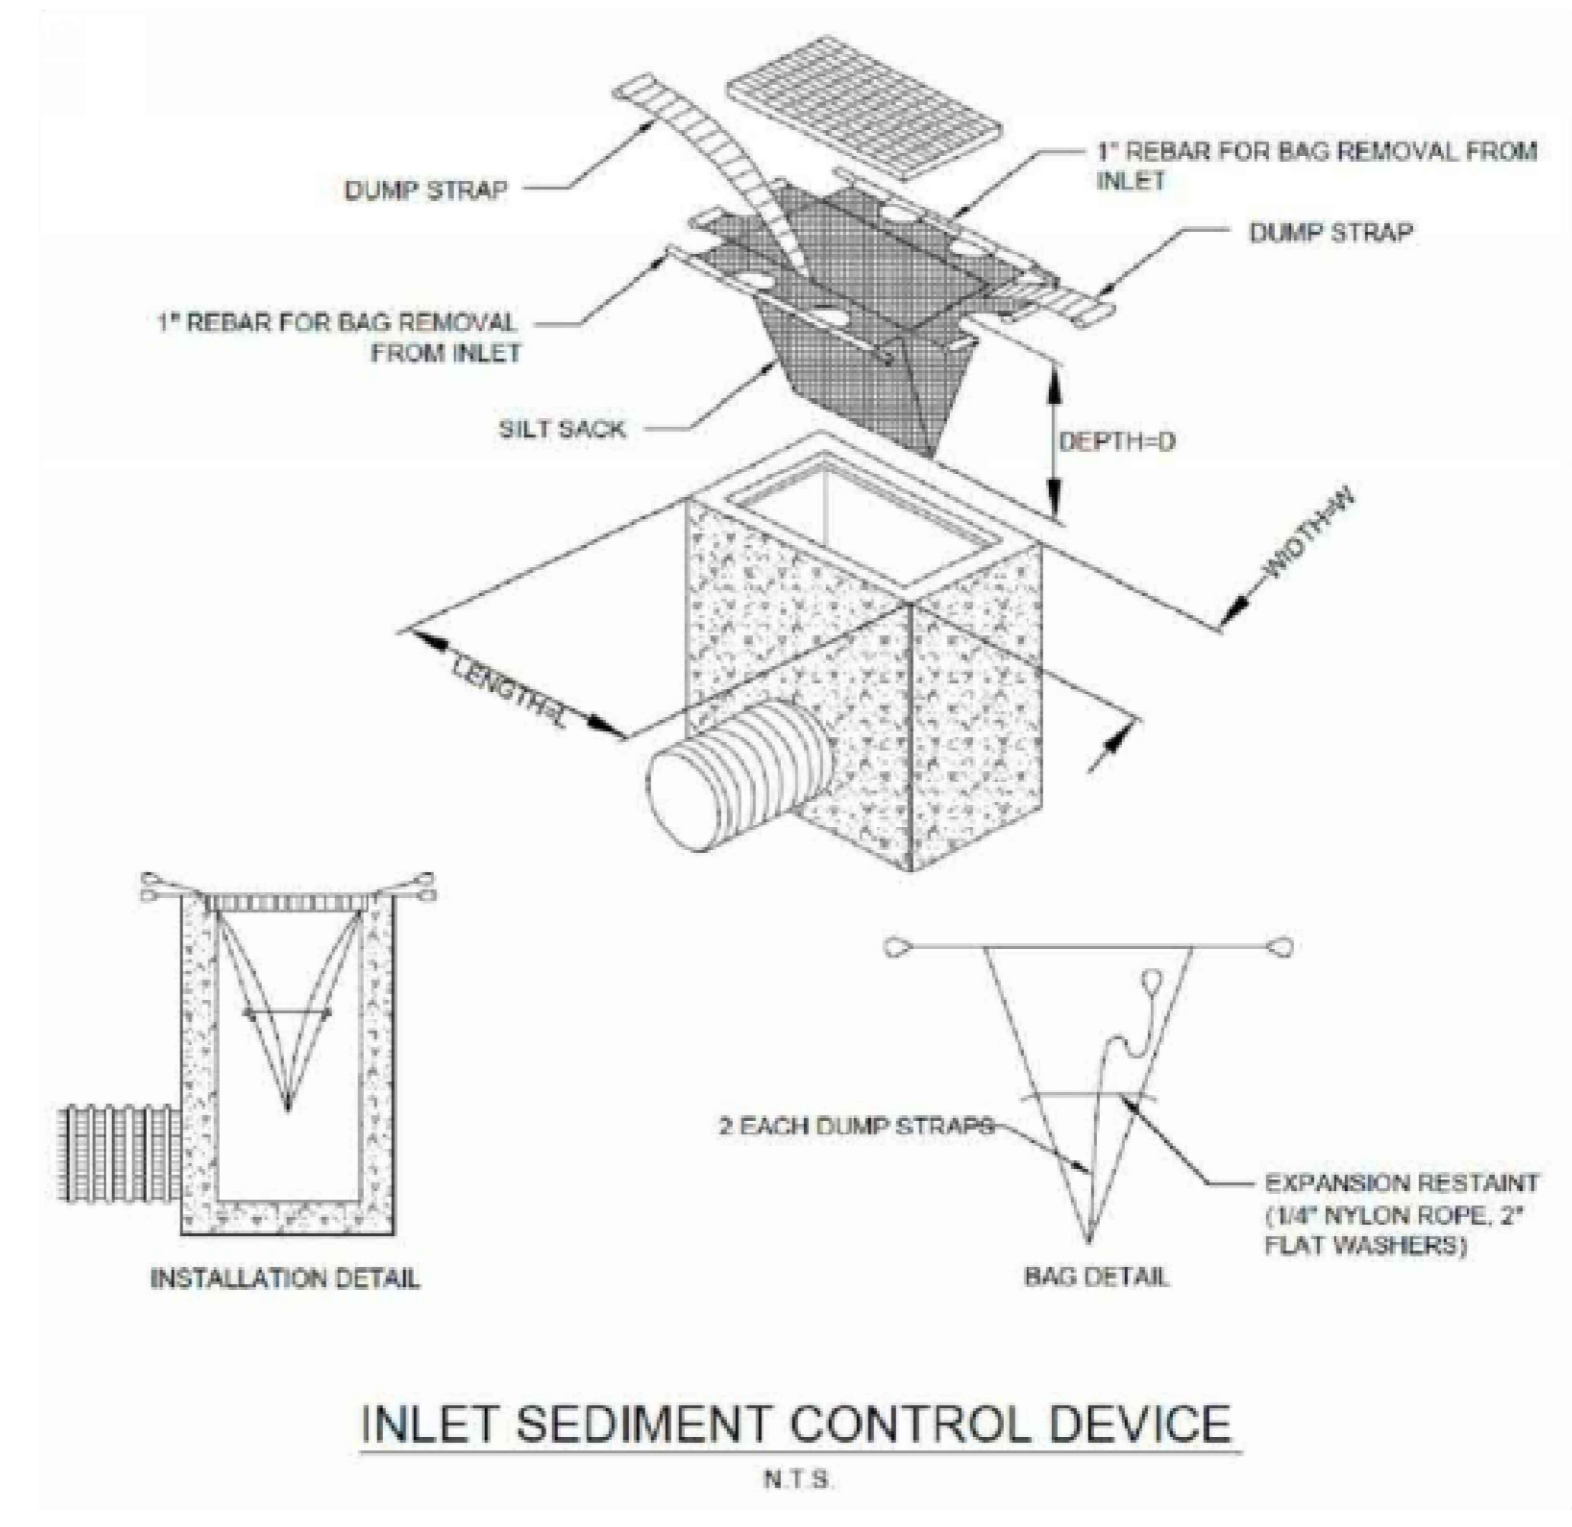 1" REBAR FOR BAG REMOVAL FROM
INLET
DUMP STRAP
DUMP STRAP
1" REBAR FOR BAG REMOVAL
FROM INLET
SILT SACK
DEPTH=D
WIDTH=W
LENGTH=L
2 EACH DUMP STRAPS
EXPANSION RESTAINT
(1/4" NYLON ROPE, 2"
FLAT WASHERS)
INSTALLATION DETAIL
BAG DETAIL
INLET SEDIMENT CONTROL DEVICE
N.T.S.